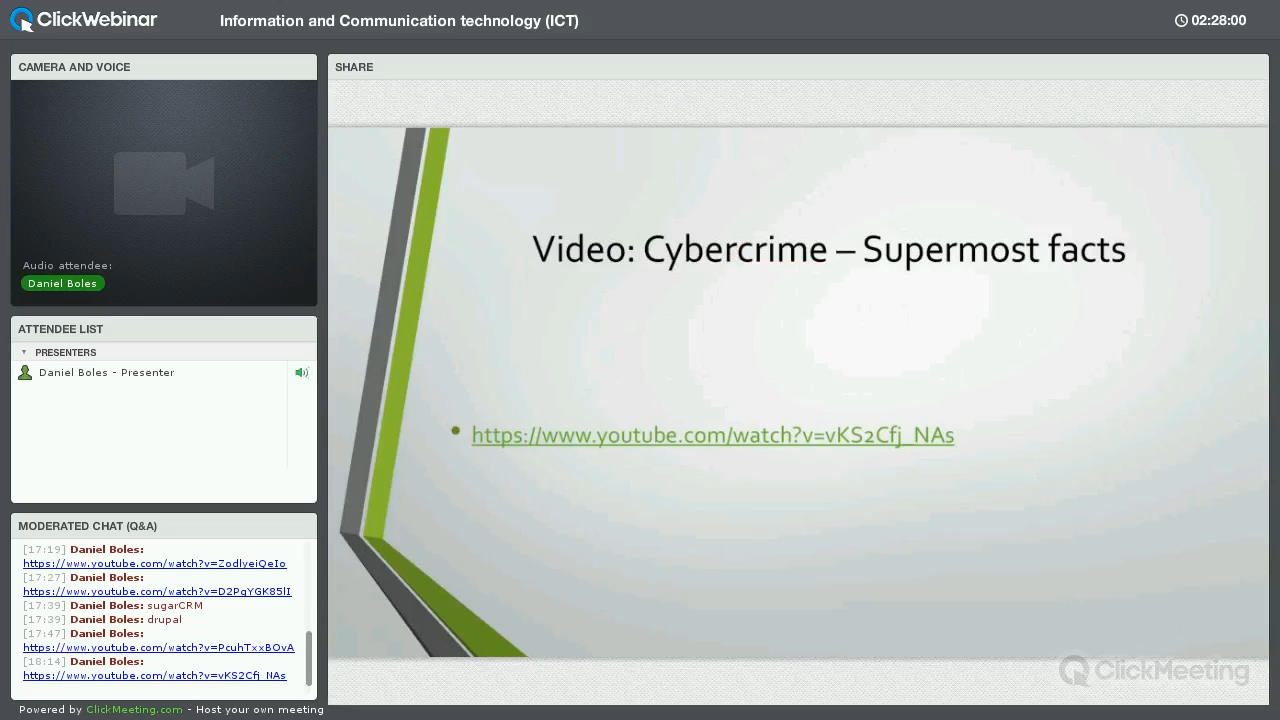 ClickWebinar
Information and Communication technology (ICT)
02:28:00
CAMERA AND VOICE
Audio attendee:
Daniel Boles
ATTENDEE LIST
PRESENTERS
Daniel Boles - Presenter
MODERATED CHAT (Q&A)
[17:19] Daniel Boles:
https://www.youtube.com/watch?v=ZodlyeiQeIo
[17:27] Daniel Boles:
https://www.youtube.com/watch?v=D2PqYGK85lI
[17:39] Daniel Boles: sugarCRM
[17:39] Daniel Boles: drupal
[17:47] Daniel Boles:
https://www.youtube.com/watch?v=PcuhTxxBOvA
[18:14] Daniel Boles:
https://www.youtube.com/watch?v=vKS2Cfj_NAs
Powered by ClickMeeting.com - Host your own meeting
SHARE
Video: Cybercrime – Supermost facts
• https://www.youtube.com/watch?v=vKS2Cfj_NAs
ClickMeeting